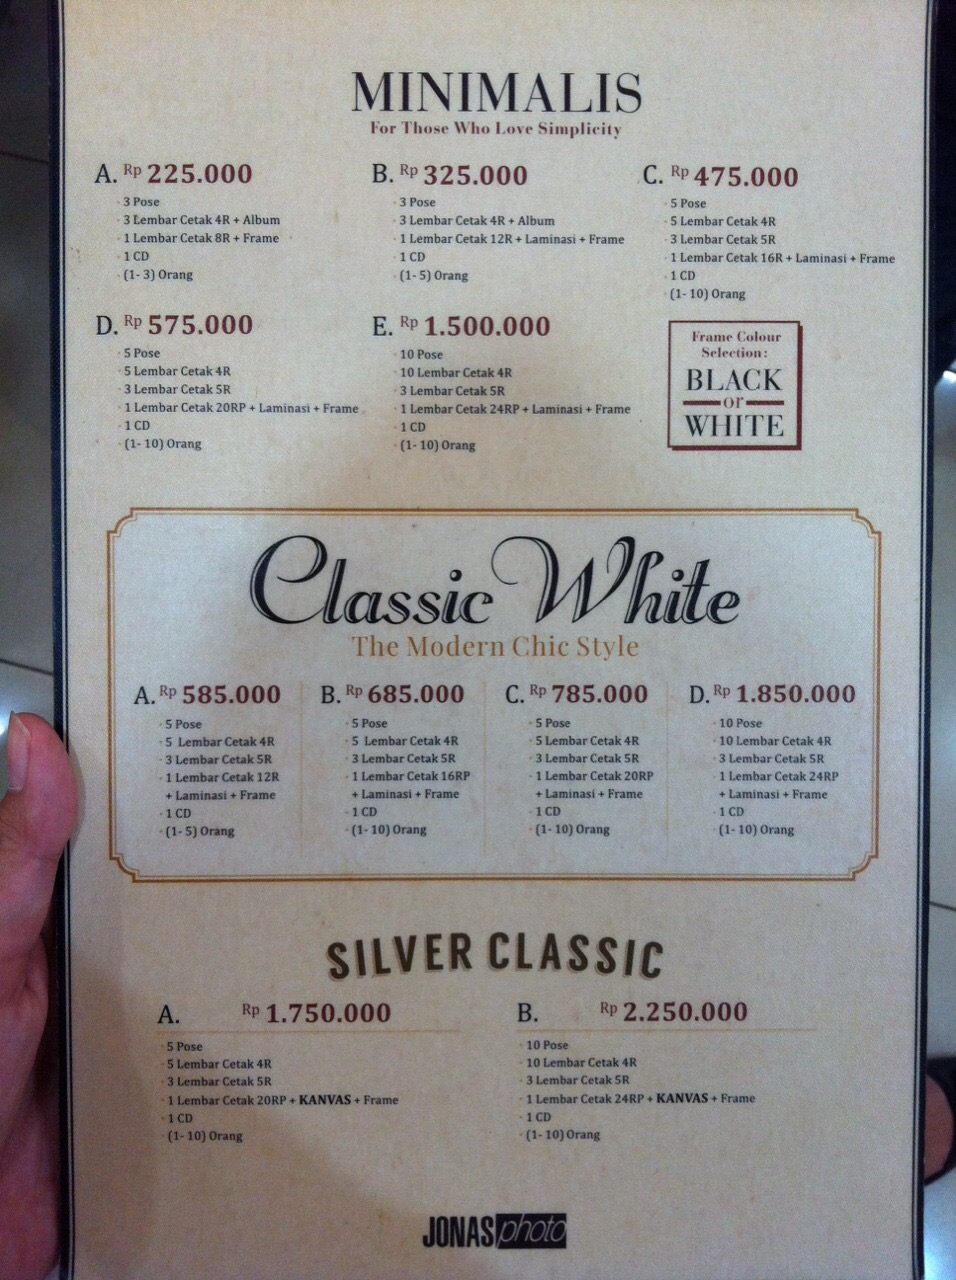 MINIMALIS
For Those Who Love Simplicity
A. Rp 225.000
· 3 Pose
· 3 Lembar Cetak 4R + Album
· 1 Lembar Cetak 8R + Frame
· 1 CD
· (1- 3) Orang
B. Rp 325.000
· 3 Pose
· 3 Lembar Cetak 4R + Album
· 1 Lembar Cetak 12R + Laminasi + Frame
· 1 CD
· (1- 5) Orang
C. Rp 475.000
· 5 Pose
· 5 Lembar Cetak 4R
· 3 Lembar Cetak 5R
· 1 Lembar Cetak 16R + Laminasi + Frame
· 1 CD
· (1- 10) Orang
D. Rp 575.000
· 5 Pose
· 5 Lembar Cetak 4R
· 3 Lembar Cetak 5R
· 1 Lembar Cetak 20RP + Laminasi + Frame
· 1 CD
· (1- 10) Orang
E. Rp 1.500.000
· 10 Pose
· 10 Lembar Cetak 4R
· 3 Lembar Cetak 5R
· 1 Lembar Cetak 24RP + Laminasi + Frame
· 1 CD
· (1- 10) Orang
Frame Colour
Selection:
BLACK
or
WHITE
Classic White
The Modern Chic Style
A. Rp 585.000
· 5 Pose
· 5 Lembar Cetak 4R
· 3 Lembar Cetak 5R
· 1 Lembar Cetak 12R
+ Laminasi + Frame
· 1 CD
· (1- 5) Orang
B. Rp 685.000
· 5 Pose
· 5 Lembar Cetak 4R
· 3 Lembar Cetak 5R
· 1 Lembar Cetak 16RP
+ Laminasi + Frame
· 1 CD
· (1- 10) Orang
C. Rp 785.000
· 5 Pose
· 5 Lembar Cetak 4R
· 3 Lembar Cetak 5R
· 1 Lembar Cetak 20RP
+ Laminasi + Frame
· 1 CD
· (1- 10) Orang
D. Rp 1.850.000
· 10 Pose
· 10 Lembar Cetak 4R
· 3 Lembar Cetak 5R
· 1 Lembar Cetak 24RP
+ Laminasi + Frame
· 1 CD
· (1- 10) Orang
SILVER CLASSIC
A. Rp 1.750.000
· 5 Pose
· 5 Lembar Cetak 4R
· 3 Lembar Cetak 5R
· 1 Lembar Cetak 20RP + KANVAS + Frame
· 1 CD
· (1- 10) Orang
B. Rp 2.250.000
· 10 Pose
· 10 Lembar Cetak 4R
· 3 Lembar Cetak 5R
· 1 Lembar Cetak 24RP + KANVAS + Frame
· 1 CD
· (1- 10) Orang
JONAS photo